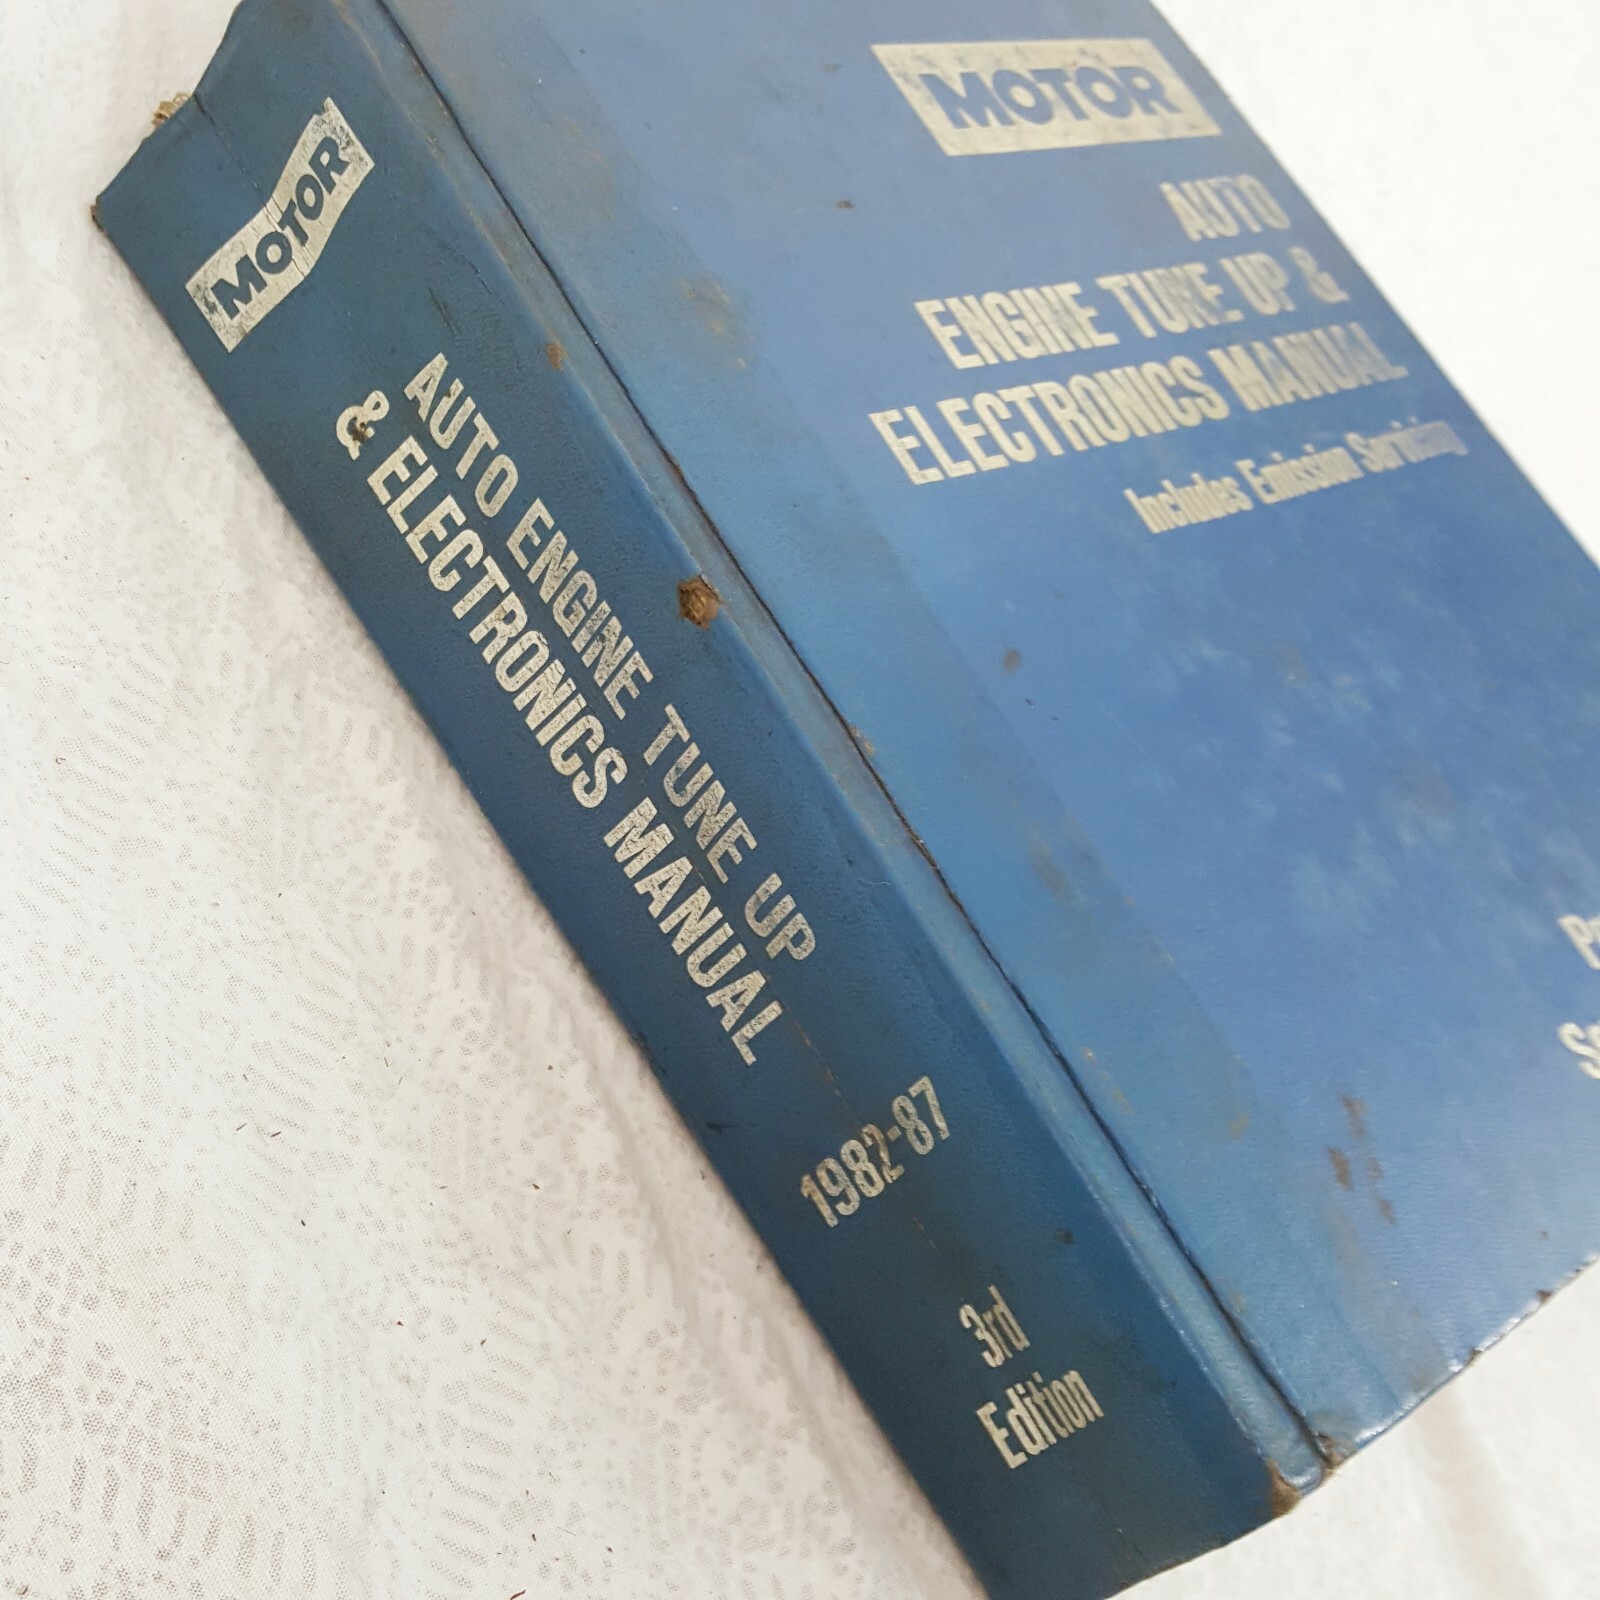 MOTOR
AUTO ENGINE TUNE UP
& ELECTRONICS MANUAL
1982-87
3rd
Edition
MOTOR
AUTO
ENGINE TUNE UP &
ELECTRONICS MANUAL
Includes Emission